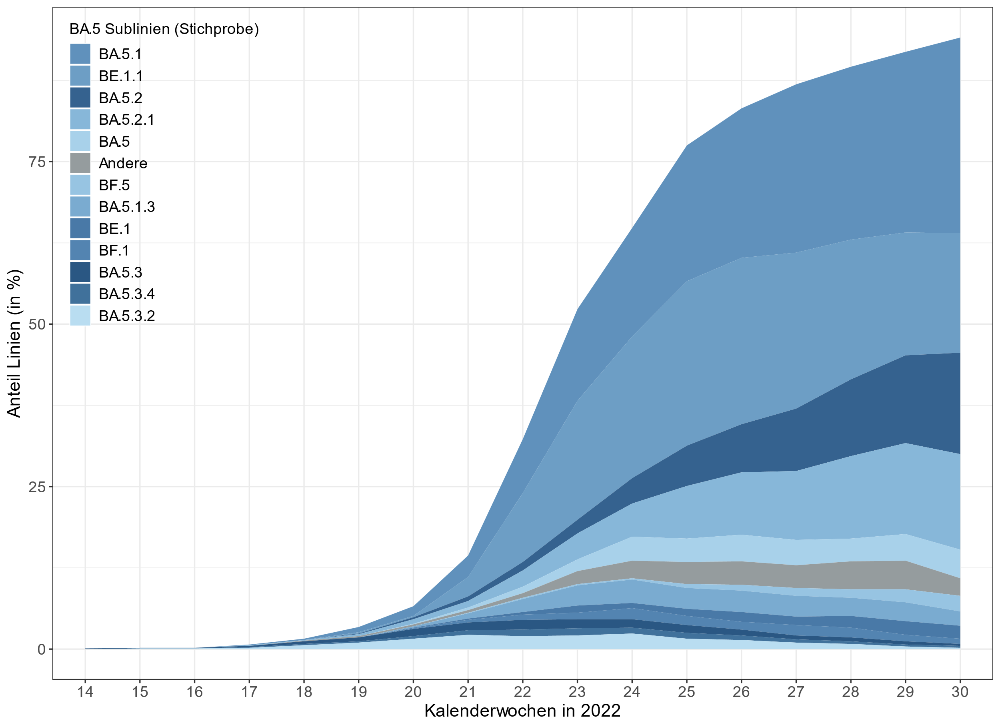 BA.5 Sublinien (Stichprobe)
BA.5.1
BE.1.1
BA.5.2
BA.5.2.1
BA.5
Andere
BF.5
BA.5.1.3
BE.1
BF.1
BA.5.3
BA.5.3.4
BA.5.3.2
Anteil Linien (in %)
75
50
25
0
14 15 16 17 18 19 20 21 22 23 24 25 26 27 28 29 30
Kalenderwochen in 2022